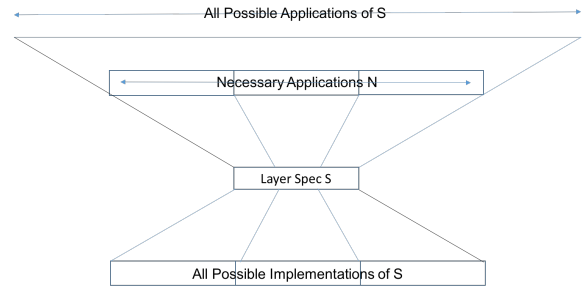 All Possible Applications of S
Necessary Applications N
Layer Spec S
All Possible Implementations of S